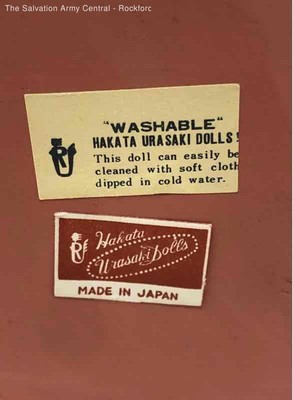 The Salvation Army Central - Rockford
"WASHABLE"
HAKATA URASAKI DOLLS!
This doll can easily be
cleaned with soft cloth
dipped in cold water.
Hakata
Urasaki Dolls
MADE IN JAPAN